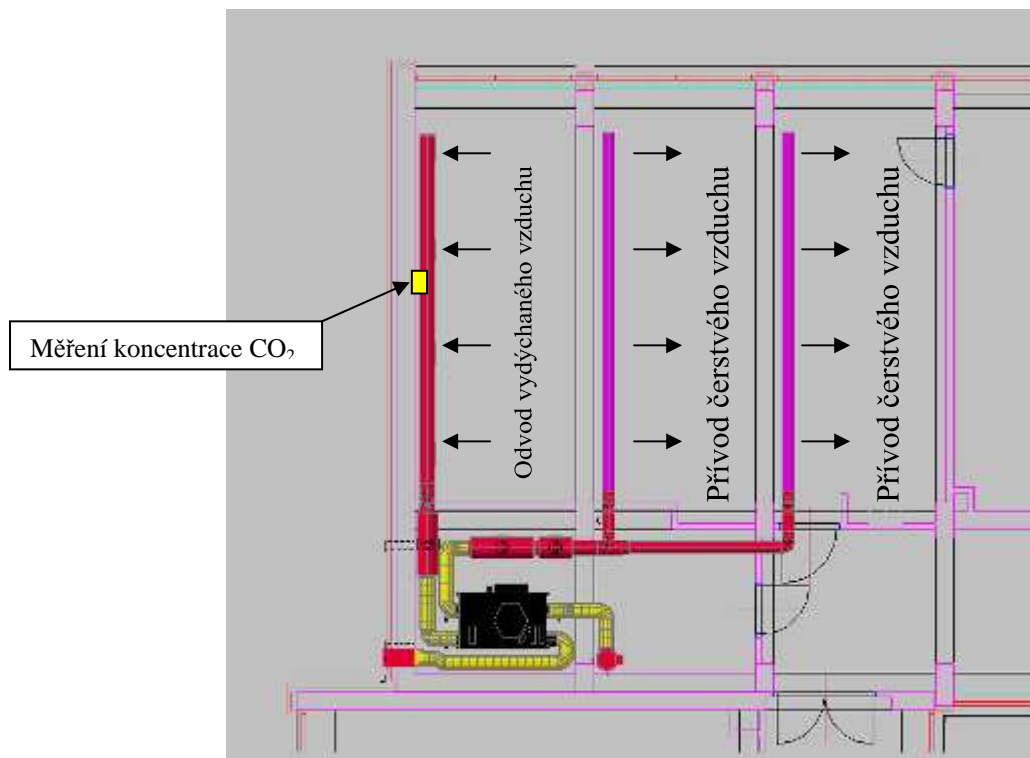 Měření koncentrace CO₂
Odvod vydýchaného vzduchu
Přívod čerstvého vzduchu
Přívod čerstvého vzduchu